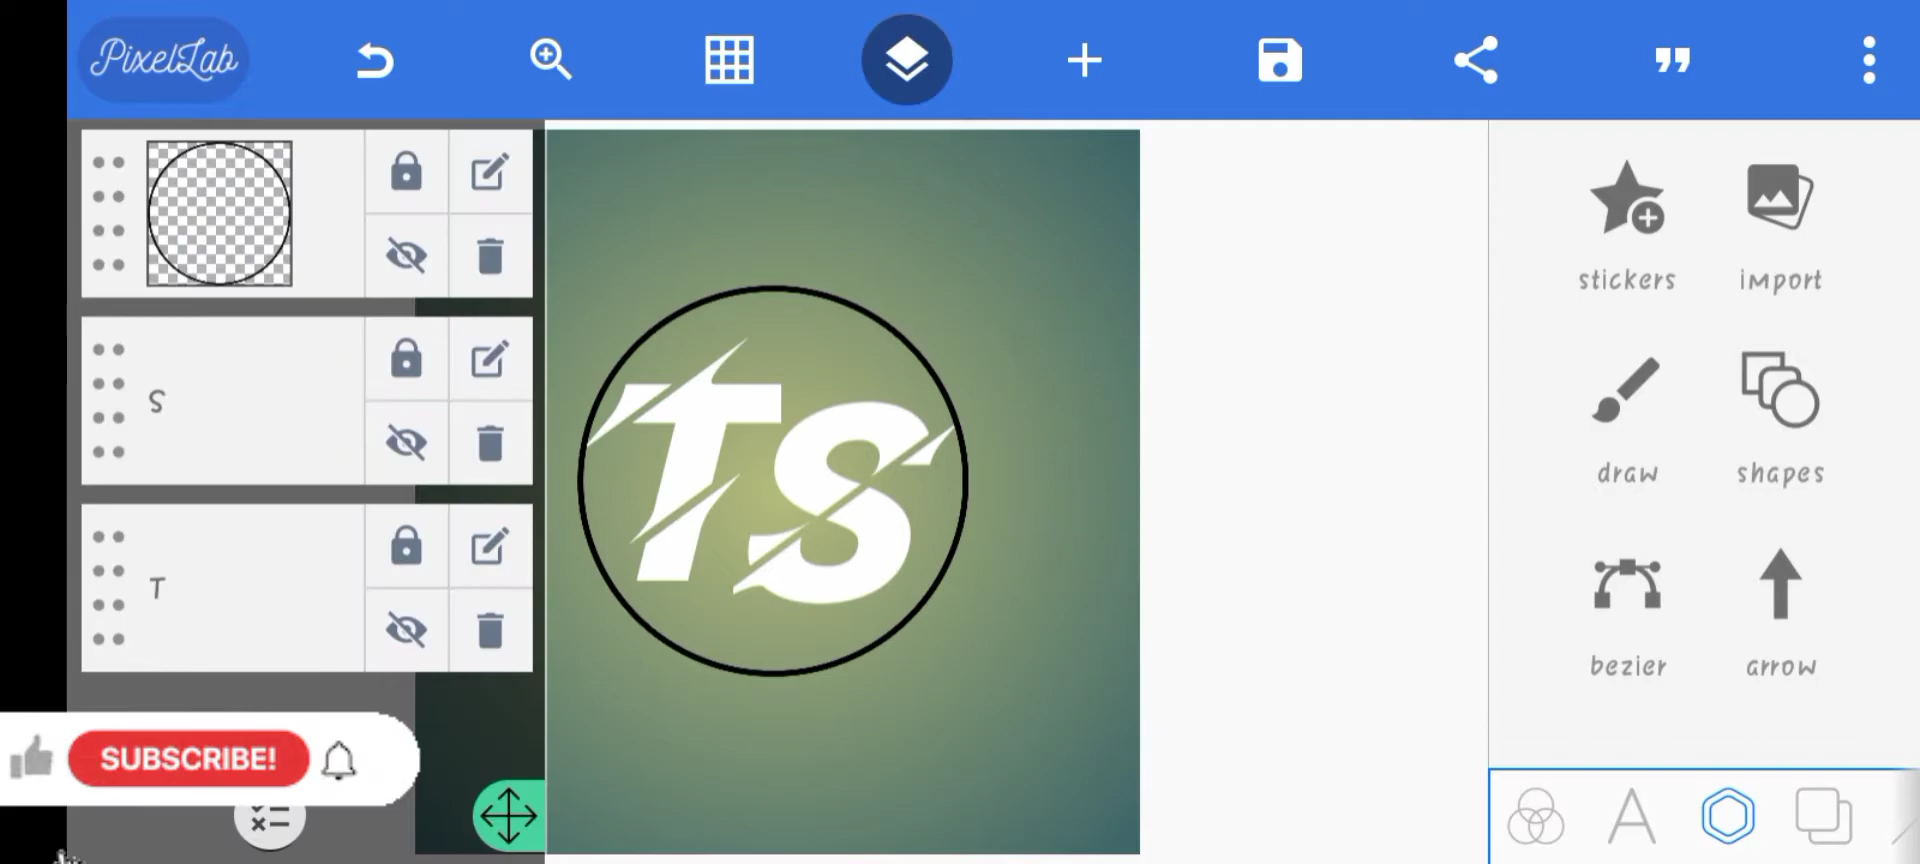 PixelLab
S
T
TS
stickers
import
draw
shapes
bezier
arrow
SUBSCRIBE!